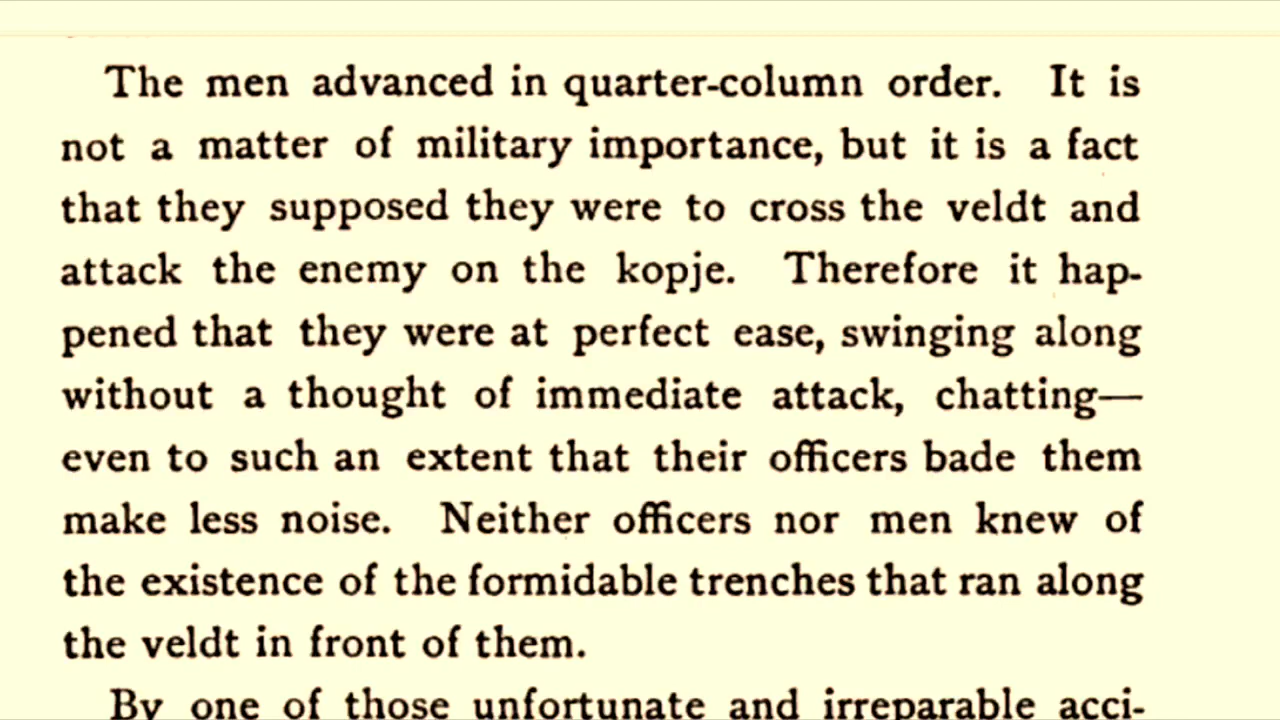 The men advanced in quarter-column order. It is
not a matter of military importance, but it is a fact
that they supposed they were to cross the veldt and
attack the enemy on the kopje. Therefore it hap-
pened that they were at perfect ease, swinging along
without a thought of immediate attack, chatting—
even to such an extent that their officers bade them
make less noise. Neither officers nor men knew of
the existence of the formidable trenches that ran along
the veldt in front of them.
By one of those unfortunate and irreparable acci-